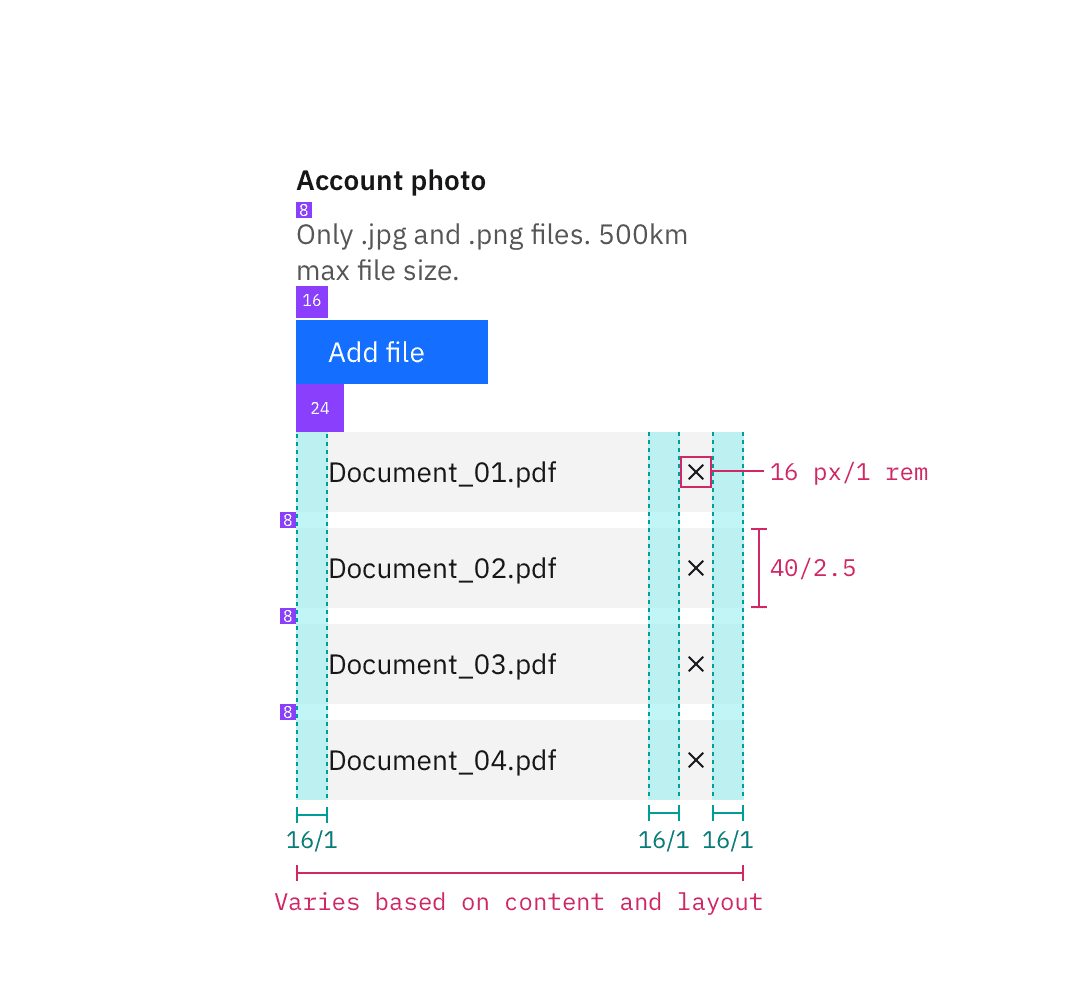 Account photo
8
Only .jpg and .png files. 500km
max file size.
16
Add file
24
Document_01.pdf
16 px/1 rem
8
Document_02.pdf
40/2.5
8
Document_03.pdf
8
Document_04.pdf
16/1 16/1 16/1
Varies based on content and layout